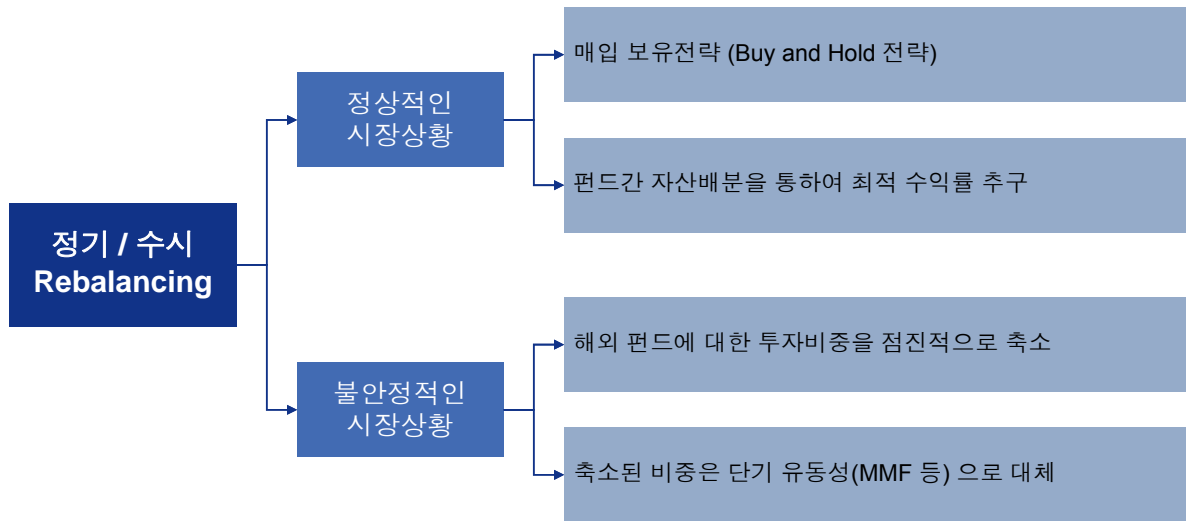 정기 / 수시
Rebalancing
정상적인
시장상황
매입 보유전략 (Buy and Hold 전략)
펀드간 자산배분을 통하여 최적 수익률 추구
불안정적인
시장상황
해외 펀드에 대한 투자비중을 점진적으로 축소
축소된 비중은 단기 유동성(MMF 등) 으로 대체